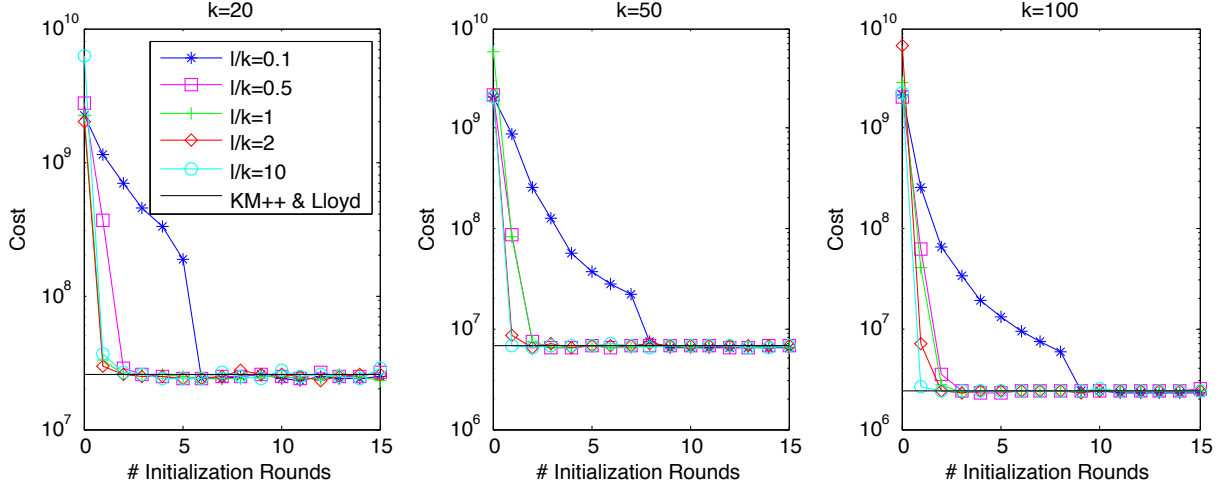 k=20
10^10
10^9
10^8
10^7
Cost
0
5
10
15
# Initialization Rounds
l/k=0.1
l/k=0.5
l/k=1
l/k=2
l/k=10
KM++ & Lloyd
k=50
10^10
10^9
10^8
10^7
10^6
Cost
0
5
10
15
# Initialization Rounds
k=100
10^10
10^9
10^8
10^7
10^6
Cost
0
5
10
15
# Initialization Rounds